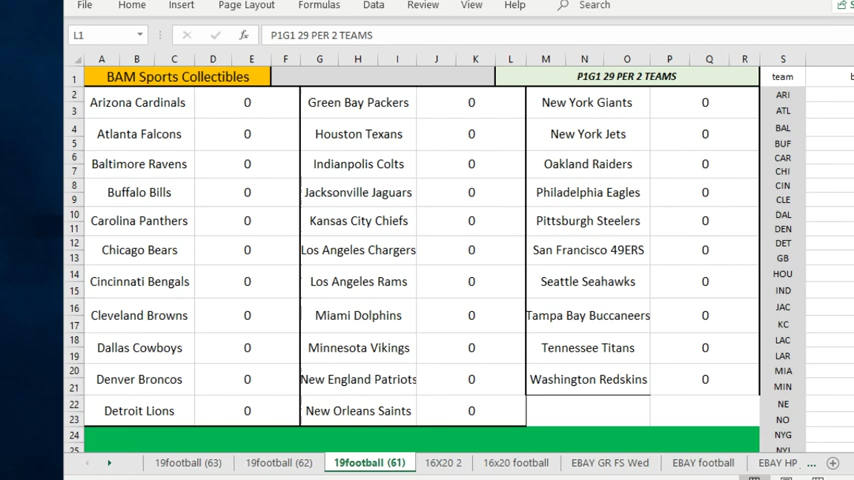 File Home Insert Page Layout Formulas Data Review View Help Search
L1 fx P1G1 29 PER 2 TEAMS
A B C D E F G H I J K L M N O P Q R S
1 BAM Sports Collectibles P1G1 29 PER 2 TEAMS team
2 Arizona Cardinals 0 Green Bay Packers 0 New York Giants 0 ARI
3 ATL
4 Atlanta Falcons 0 Houston Texans 0 New York Jets 0 BAL
5 BUF
6 Baltimore Ravens 0 Indianpolis Colts 0 Oakland Raiders 0 CAR
7 CHI
8 Buffalo Bills 0 Jacksonville Jaguars 0 Philadelphia Eagles 0 CIN
9 CLE
10 Carolina Panthers 0 Kansas City Chiefs 0 Pittsburgh Steelers 0 DAL
11 DEN
12 Chicago Bears 0 Los Angeles Chargers 0 San Francisco 49ERS 0 DET
13 GB
14 Cincinnati Bengals 0 Los Angeles Rams 0 Seattle Seahawks 0 HOU
15 IND
16 Cleveland Browns 0 Miami Dolphins 0 Tampa Bay Buccaneers 0 JAC
17 KC
18 Dallas Cowboys 0 Minnesota Vikings 0 Tennessee Titans 0 LAC
19 LAR
20 Denver Broncos 0 New England Patriots 0 Washington Redskins 0 MIA
21 MIN
22 Detroit Lions 0 New Orleans Saints 0 NE
23 NO
24 NYG
25
19football (63) 19football (62) 19football (61) 16X20 2 16x20 football EBAY GR FS Wed EBAY football EBAY HP ...